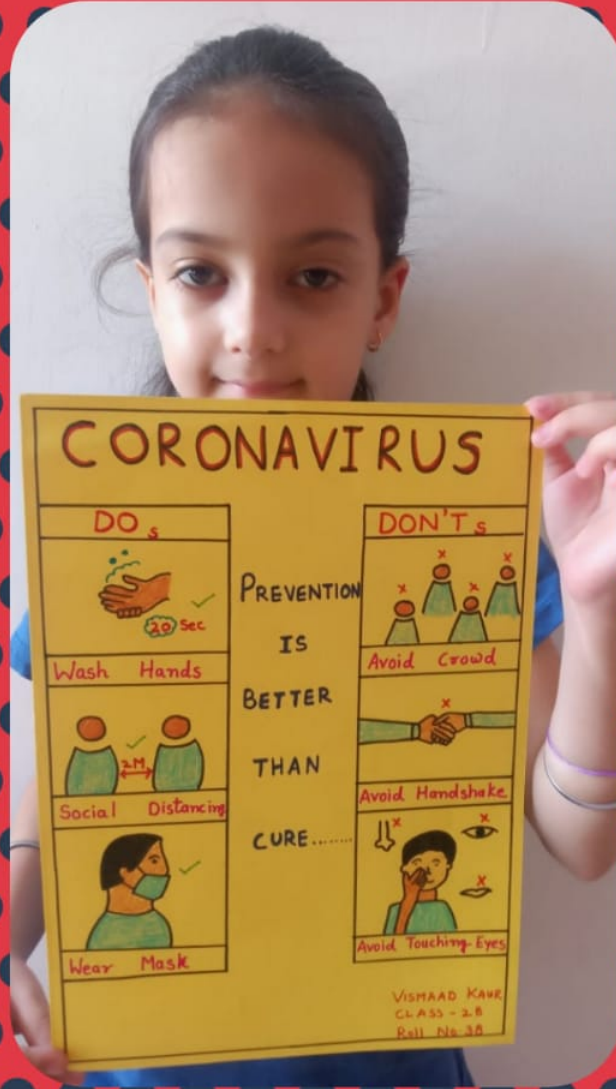 CORONAVIRUS
DOs
20 Sec
Wash Hands
2M
Social Distancing
Wear Mask
PREVENTION
IS
BETTER
THAN
CURE........
DON'Ts
Avoid Crowd
Avoid Handshake
Avoid Touching Eyes
VISMAAD KAUR
CLASS - 2B
Roll No 38